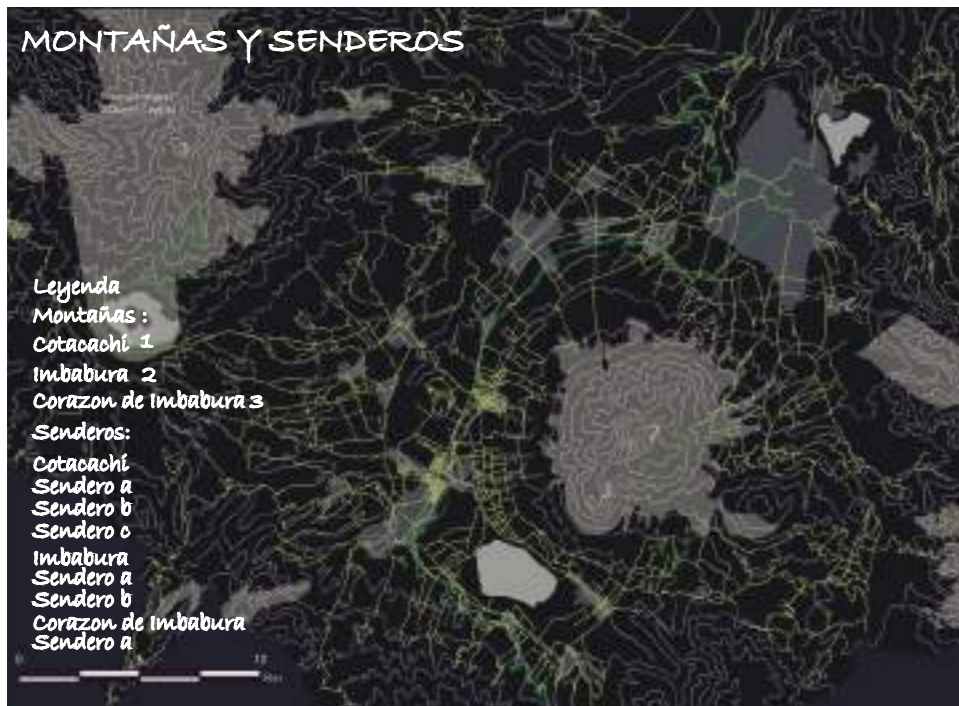 MONTAÑAS Y SENDEROS
Leyenda
Montañas :
Cotacachi 1
Imbabura 2
Corazon de Imbabura 3
Senderos:
Cotacachi
Sendero a
Sendero b
Sendero c
Imbabura
Sendero a
Sendero b
Corazon de Imbabura
Sendero a
0
Km